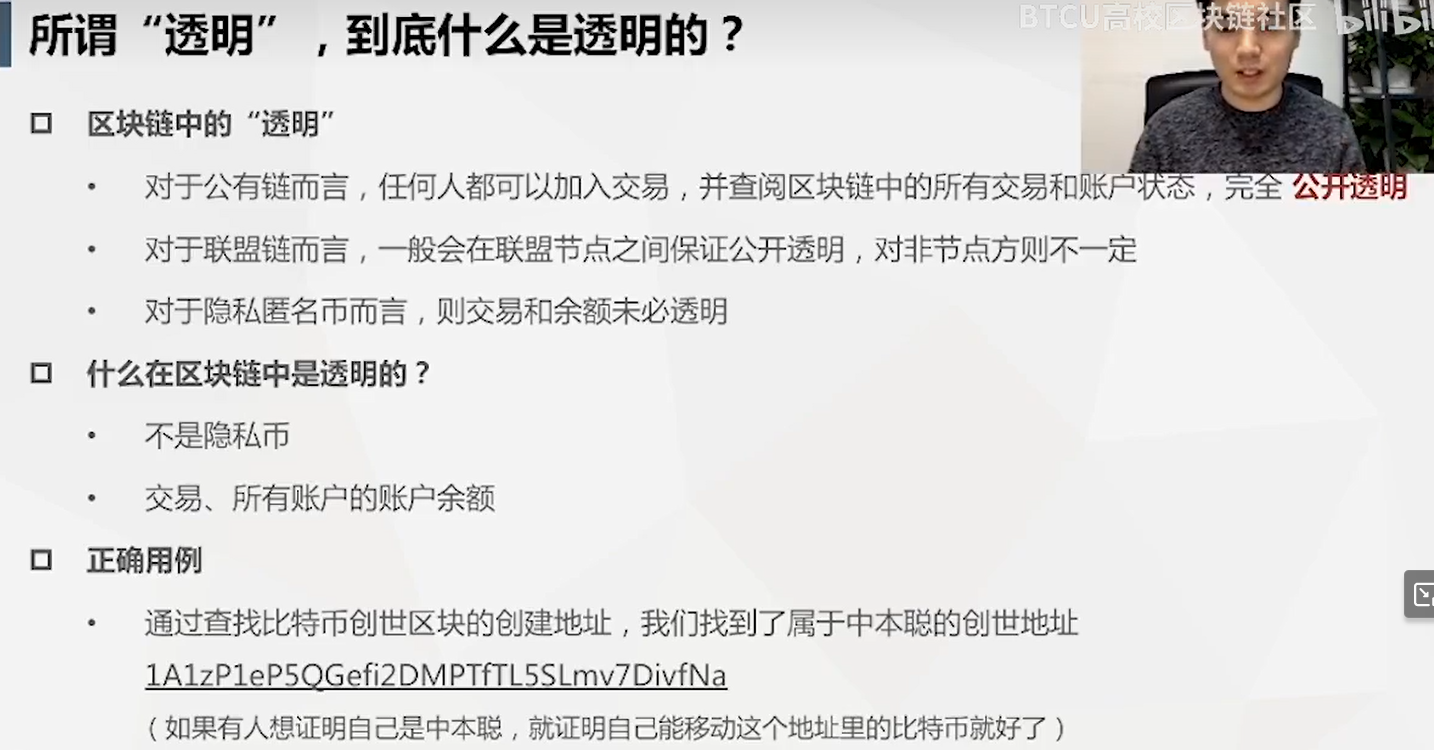 所谓“透明”，到底什么是透明的？
BTCU高校区块链社区 bilibili
区块链中的“透明”
对于公有链而言，任何人都可以加入交易，并查阅区块链中的所有交易和账户状态，完全 公开透明
对于联盟链而言，一般会在联盟节点之间保证公开透明，对非节点方则不一定
对于隐私匿名币而言，则交易和余额未必透明
什么在区块链中是透明的？
不是隐私币
交易、所有账户的账户余额
正确用例
通过查找比特币创世区块的创建地址，我们找到了属于中本聪的创世地址
1A1zP1eP5QGefi2DMPTfTL5SLmv7DivfNa
（如果有人想证明自己是中本聪，就证明自己能移动这个地址里的比特币就好了）